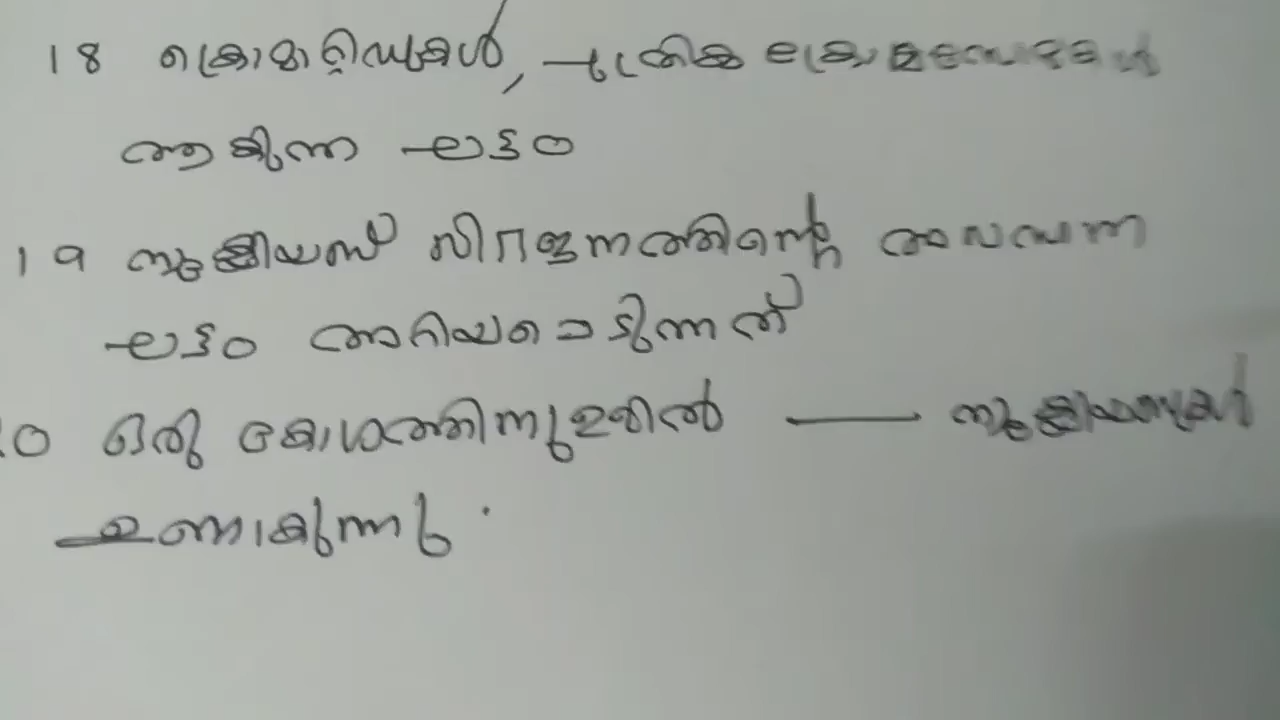 18 ക്രൊമാറ്റിഡുകൾ, പുത്രിക ക്രോമസോമുകൾ
ആകുന്ന ഘട്ടം
19 ന്യൂക്ലിയസ് വിഭജനത്തിന്റെ അവസാന
ഘട്ടം അറിയപ്പെടുന്നത്
20 ഒരു കോശത്തിനുള്ളിൽ —— ന്യൂക്ലിയസുകൾ
ഉണ്ടാകുന്നു.